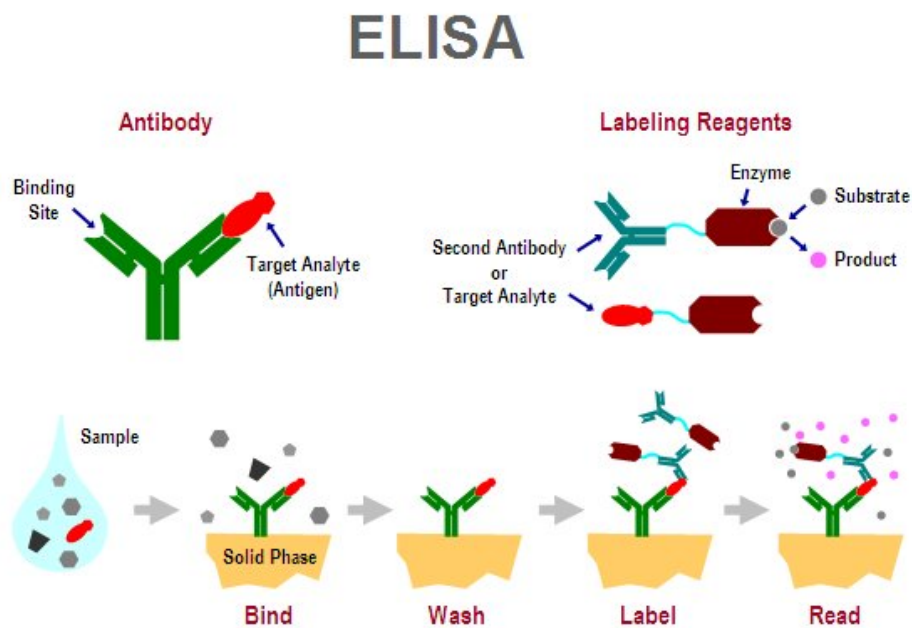 ELISA
Antibody
Labeling Reagents
Binding
Site
Target Analyte
(Antigen)
Enzyme
Substrate
Product
Second Antibody
or
Target Analyte
Sample
Solid Phase
Bind
Wash
Label
Read